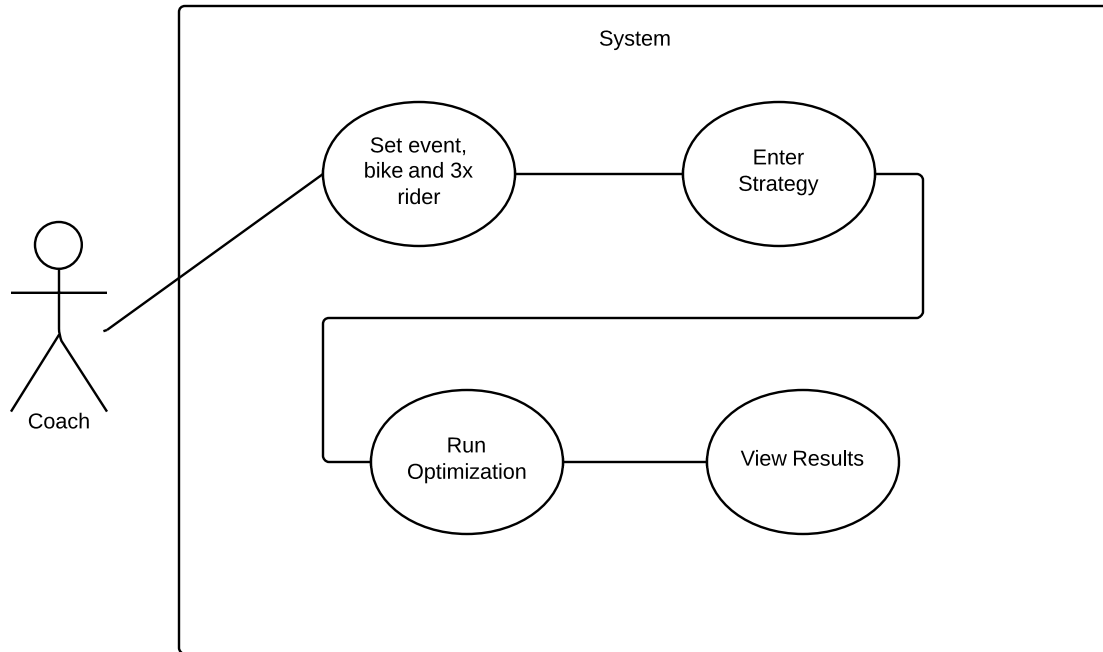 System
Set event,
bike and 3x
rider
Enter
Strategy
Coach
Run
Optimization
View Results